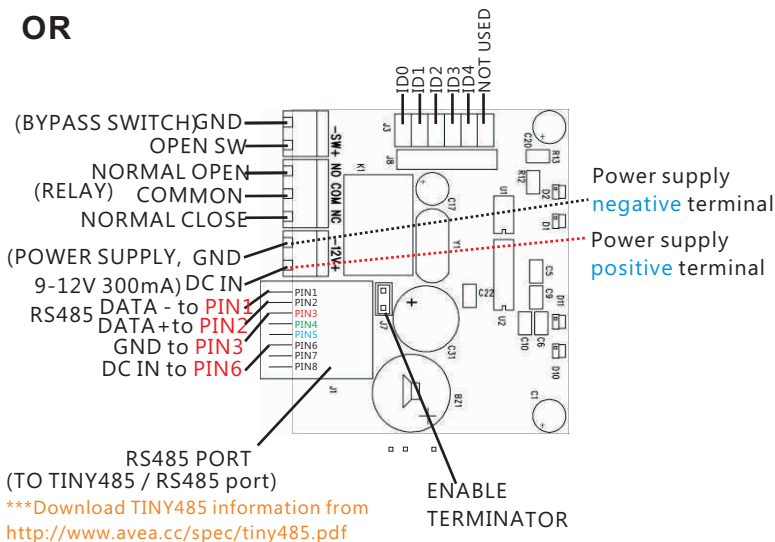 OR
ID0
ID1
ID2
ID3
ID4
NOT USED
(BYPASS SWITCH)GND
OPEN SW
NORMAL OPEN
(RELAY) COMMON
NORMAL CLOSE
(POWER SUPPLY, GND
9-12V 300mA) DC IN
RS485 DATA - to PIN1
DATA+to PIN2
GND to PIN3
DC IN to PIN6
-SW+
NO COM NC
-12V+
J3
J8
K1
C17
Y1
U1
U2
C20
R13
R12
D2
D1
C5
C9
D11
C22
C10
C6
D10
J7
C31
BZ1
C1
J1
PIN1
PIN2
PIN3
PIN4
PIN5
PIN6
PIN7
PIN8
Power supply
negative terminal
Power supply
positive terminal
RS485 PORT
(TO TINY485 / RS485 port)
***Download TINY485 information from
http://www.avea.cc/spec/tiny485.pdf
ENABLE
TERMINATOR